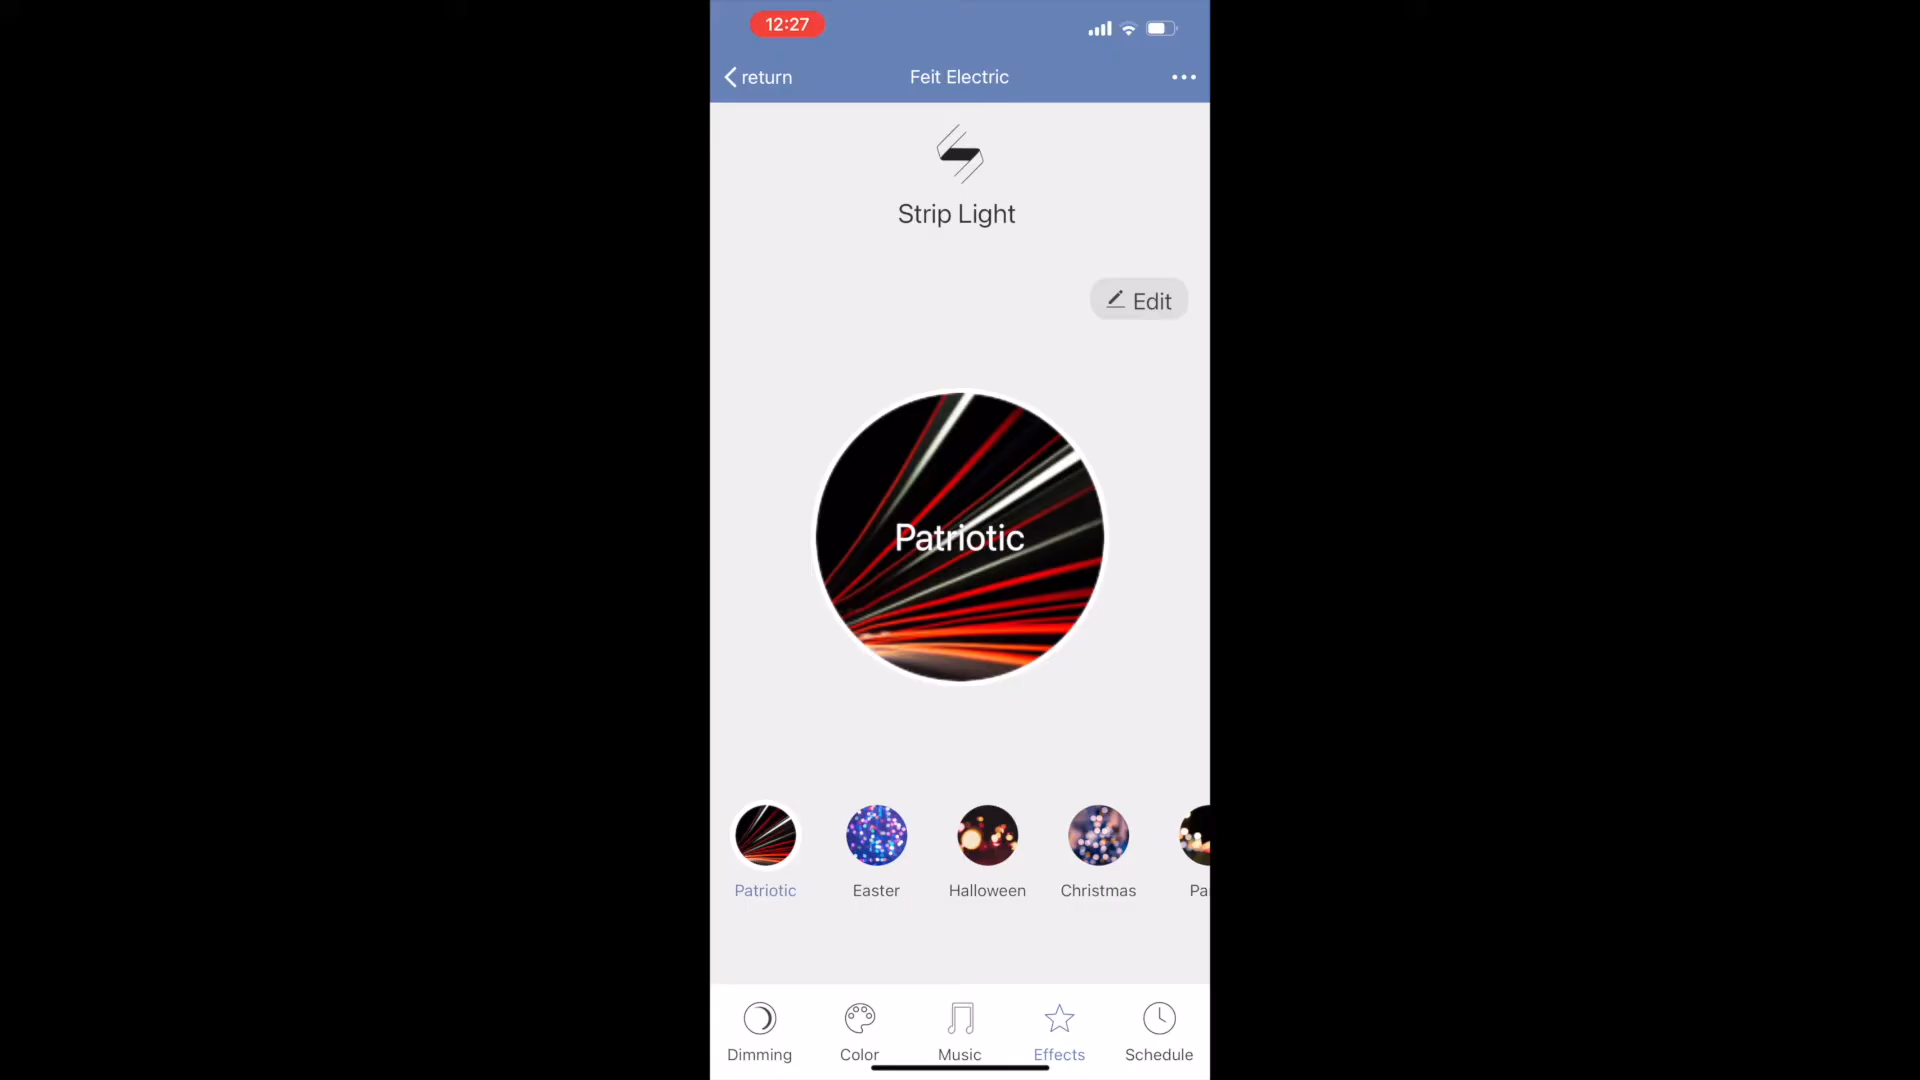 12:27
return
Feit Electric
Strip Light
Edit
Patriotic
Patriotic
Easter
Halloween
Christmas
Pa
Dimming
Color
Music
Effects
Schedule